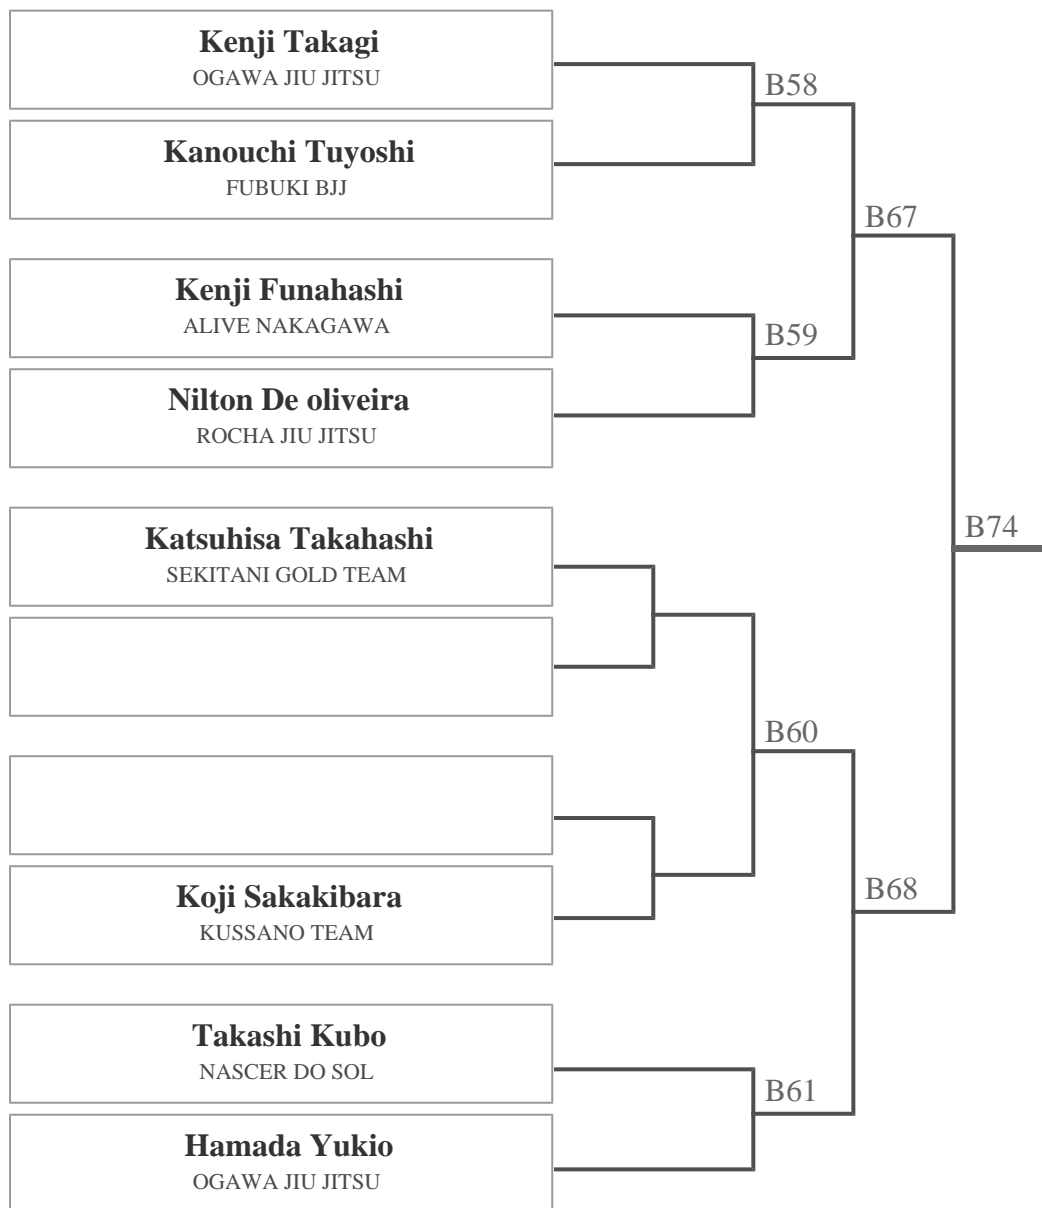 Kenji Takagi
OGAWA JIU JITSU
B58
Kanouchi Tuyoshi
FUBUKI BJJ
B67
Kenji Funahashi
ALIVE NAKAGAWA
B59
Nilton De oliveira
ROCHA JIU JITSU
Katsuhisa Takahashi
SEKITANI GOLD TEAM
B74
B60
Koji Sakakibara
KUSSANO TEAM
B68
Takashi Kubo
NASCER DO SOL
B61
Hamada Yukio
OGAWA JIU JITSU